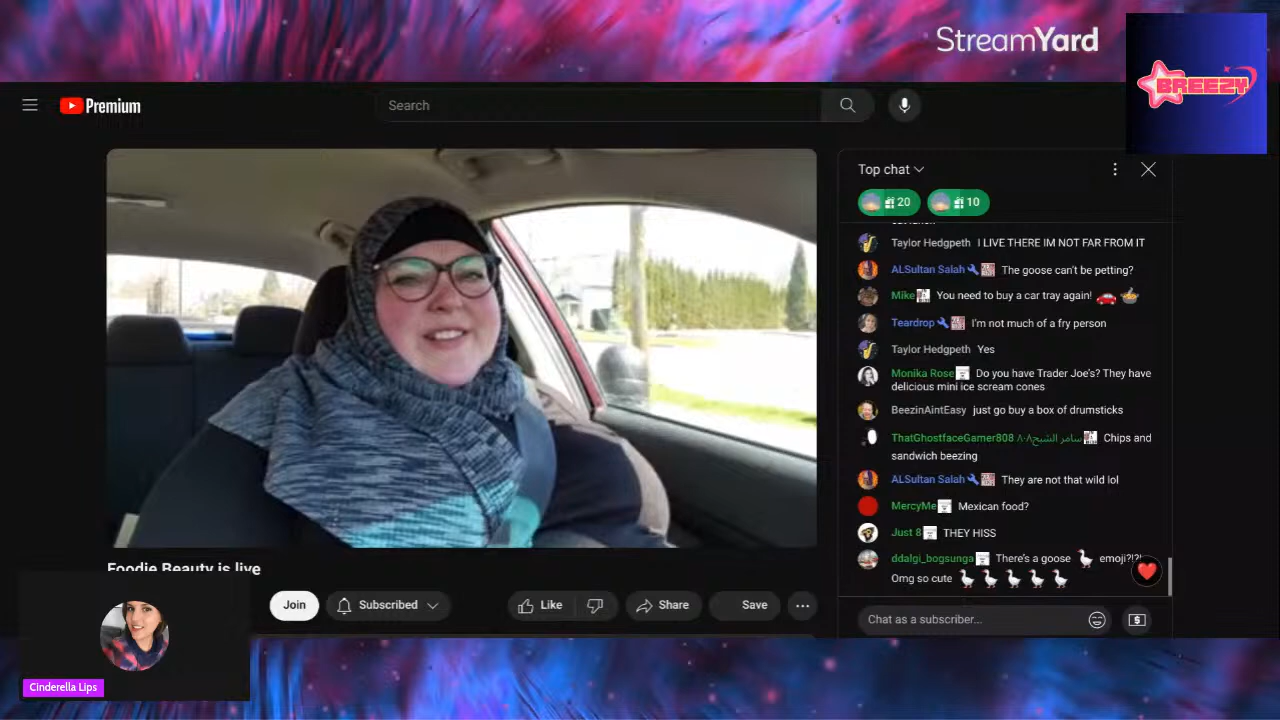 StreamYard
BREEZY
Premium
Search
Top chat
20
10
Taylor Hedgpeth I LIVE THERE IM NOT FAR FROM IT
ALSultan Salah The goose can't be petting?
Mike You need to buy a car tray again!
Teardrop I'm not much of a fry person
Taylor Hedgpeth Yes
Monika Rose Do you have Trader Joe's? They have
delicious mini ice scream cones
BeezinAintEasy just go buy a box of drumsticks
ThatGhostfaceGamer808 سامر الشبح٨٠٨ Chips and
sandwich beezing
ALSultan Salah They are not that wild lol
MercyMe Mexican food?
Just 8 THEY HISS
ddalgi_bogsunga There's a goose emoji?!?!
Omg so cute
Foodie Beauty is live
Join
Subscribed
Like
Share
Save
Chat as a subscriber...
Cinderella Lips